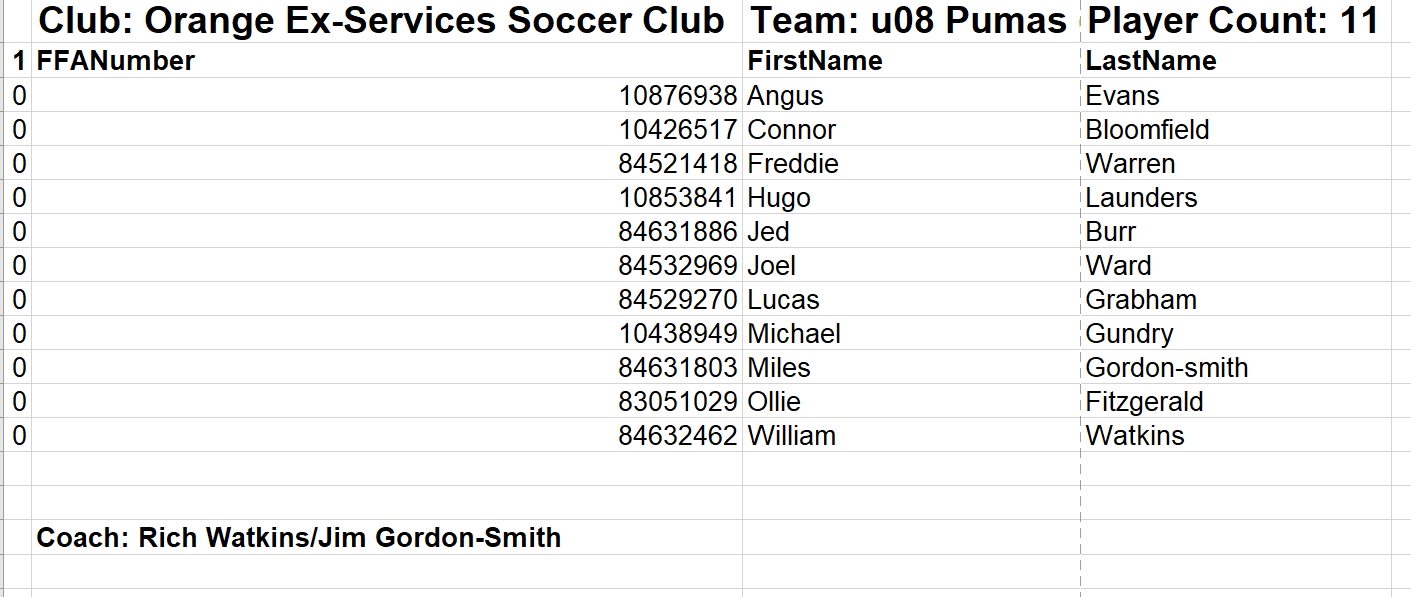 Club: Orange Ex-Services Soccer Club Team: u08 Pumas Player Count: 11
1 FFANumber FirstName LastName
0 10876938 Angus Evans
0 10426517 Connor Bloomfield
0 84521418 Freddie Warren
0 10853841 Hugo Launders
0 84631886 Jed Burr
0 84532969 Joel Ward
0 84529270 Lucas Grabham
0 10438949 Michael Gundry
0 84631803 Miles Gordon-smith
0 83051029 Ollie Fitzgerald
0 84632462 William Watkins
Coach: Rich Watkins/Jim Gordon-Smith